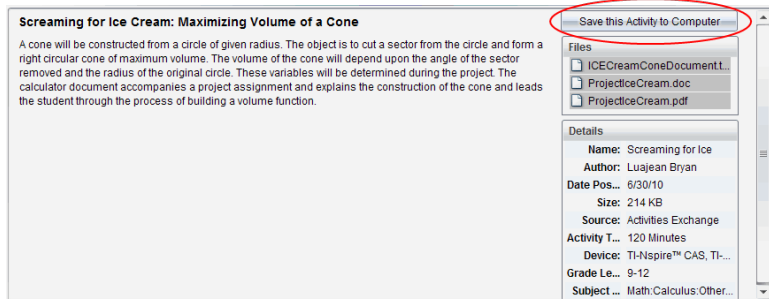 Screaming for Ice Cream: Maximizing Volume of a Cone
A cone will be constructed from a circle of given radius. The object is to cut a sector from the circle and form a
right circular cone of maximum volume. The volume of the cone will depend upon the angle of the sector
removed and the radius of the original circle. These variables will be determined during the project. The
calculator document accompanies a project assignment and explains the construction of the cone and leads
the student through the process of building a volume function.
Save this Activity to Computer
Files
ICECreamConeDocument.t...
ProjectIceCream.doc
ProjectIceCream.pdf
Details
Name: Screaming for Ice
Author: Luajean Bryan
Date Pos... 6/30/10
Size: 214 KB
Source: Activities Exchange
Activity T... 120 Minutes
Device: TI-Nspire™ CAS, TI-...
Grade Le... 9-12
Subject ... Math:Calculus:Other...